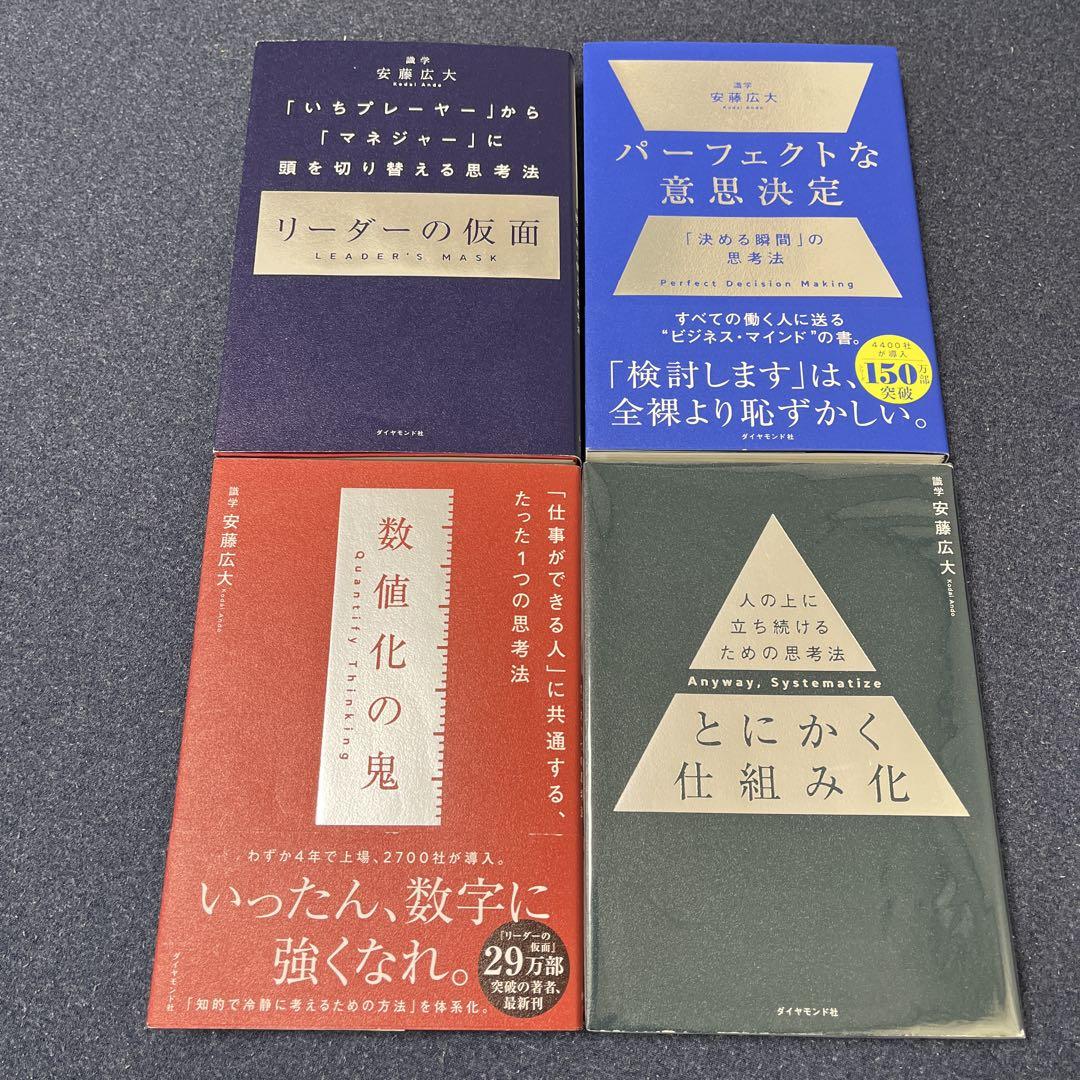 識学
安藤広大
Kodai Ando
「いちプレーヤー」から
「マネジャー」に
頭を切り替える思考法
リーダーの仮面
LEADER'S MASK
ダイヤモンド社
識学
安藤広大
Kodai Ando
パーフェクトな
意思決定
「決める瞬間」の
思考法
Perfect Decision Making
すべての働く人に送る
“ビジネス・マインド”の書。
4400社
が導入
シリーズ
150万部
突破
「検討します」は、
全裸より恥ずかしい。
ダイヤモンド社
「仕事ができる人」に共通する、
たった1つの思考法
数値化の鬼
Quantify Thinking
識学 安藤広大 Kodai Ando
わずか4年で上場、2700社が導入。
いったん、数字に
強くなれ。
「リーダーの
仮面」
29万部
突破の著者、
最新刊
「知的で冷静に考えるための方法」を体系化。
ダイヤモンド社
識学 安藤広大 Kodai Ando
人の上に
立ち続ける
ための思考法
Anyway, Systematize
とにかく
仕組み化
ダイヤモンド社